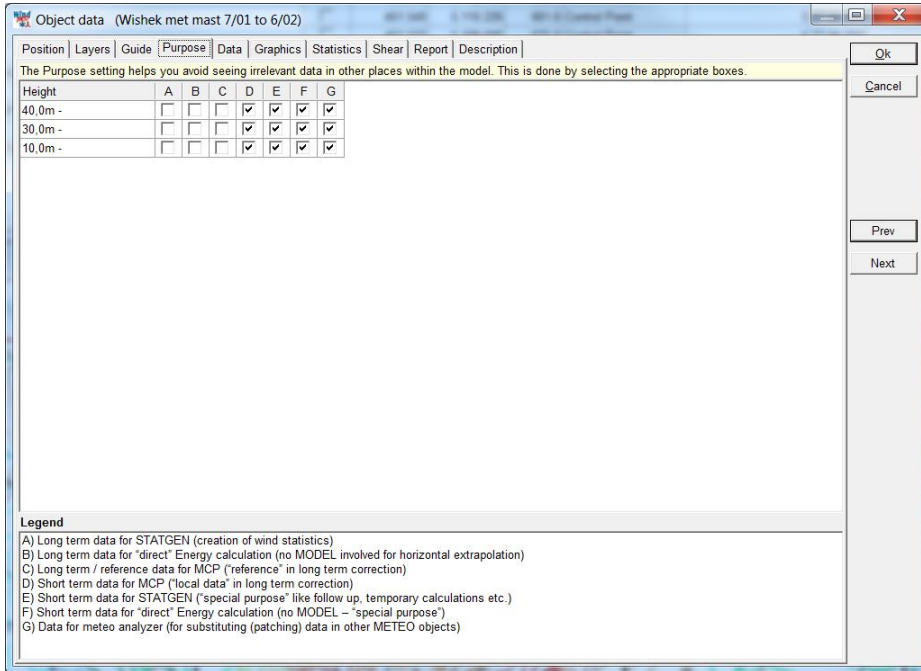 Object data (Wishek met mast 7/01 to 6/02)
Position Layers Guide Purpose Data Graphics Statistics Shear Report Description
Ok
The Purpose setting helps you avoid seeing irrelevant data in other places within the model. This is done by selecting the appropriate boxes.
Cancel
Height A B C D E F G
40,0m -
30,0m -
10,0m -
Prev
Next
Legend
A) Long term data for STATGEN (creation of wind statistics)
B) Long term data for “direct” Energy calculation (no MODEL involved for horizontal extrapolation)
C) Long term / reference data for MCP (“reference” in long term correction)
D) Short term data for MCP (“local data” in long term correction)
E) Short term data for STATGEN (“special purpose” like follow up, temporary calculations etc.)
F) Short term data for “direct” Energy calculation (no MODEL – “special purpose”)
G) Data for meteo analyzer (for substituting (patching) data in other METEO objects)